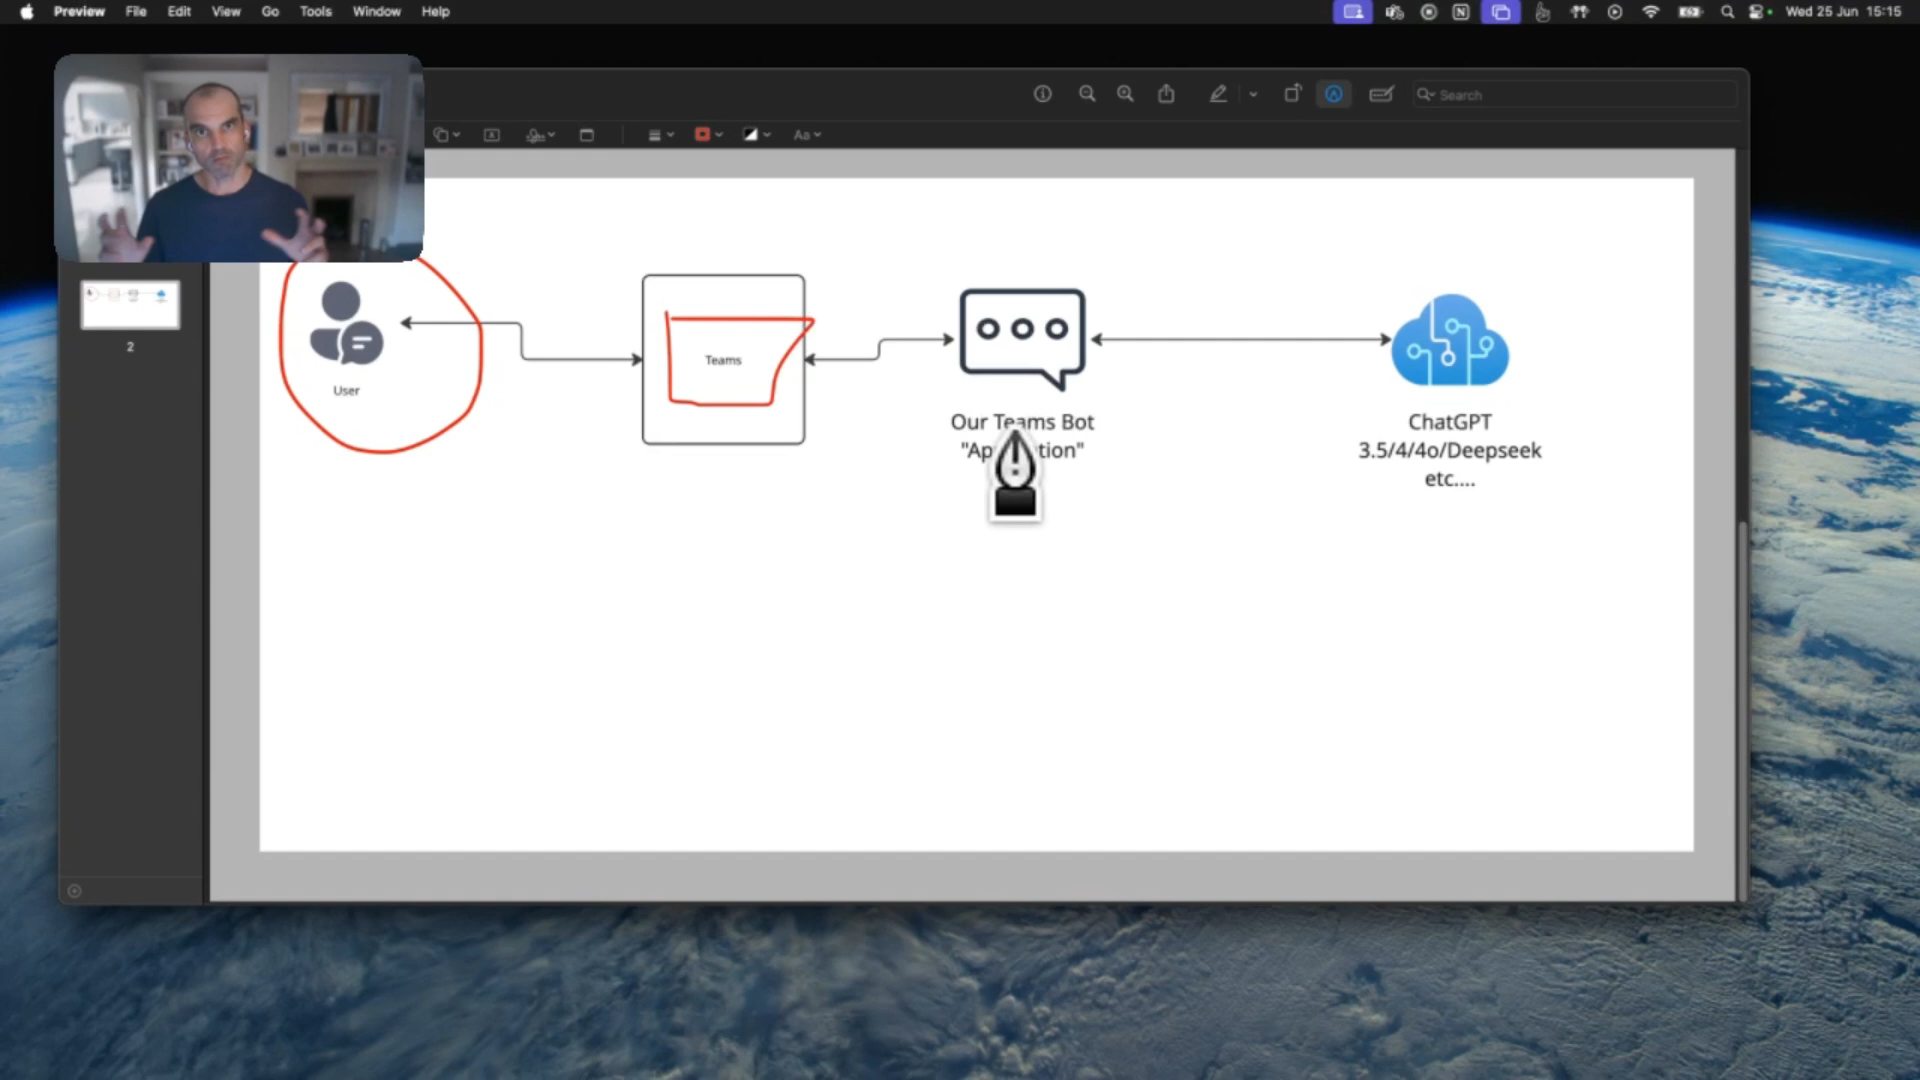 Preview File Edit View Go Tools Window Help
Wed 25 Jun 15:15
Search
Aa
2
User
Teams
Our Teams Bot
"Ap tion"
ChatGPT
3.5/4/4o/Deepseek
etc....